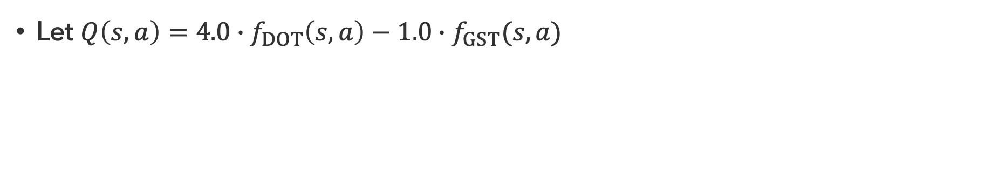 • Let Q(s, a) = 4.0 · f_DOT(s, a) − 1.0 · f_GST(s, a)